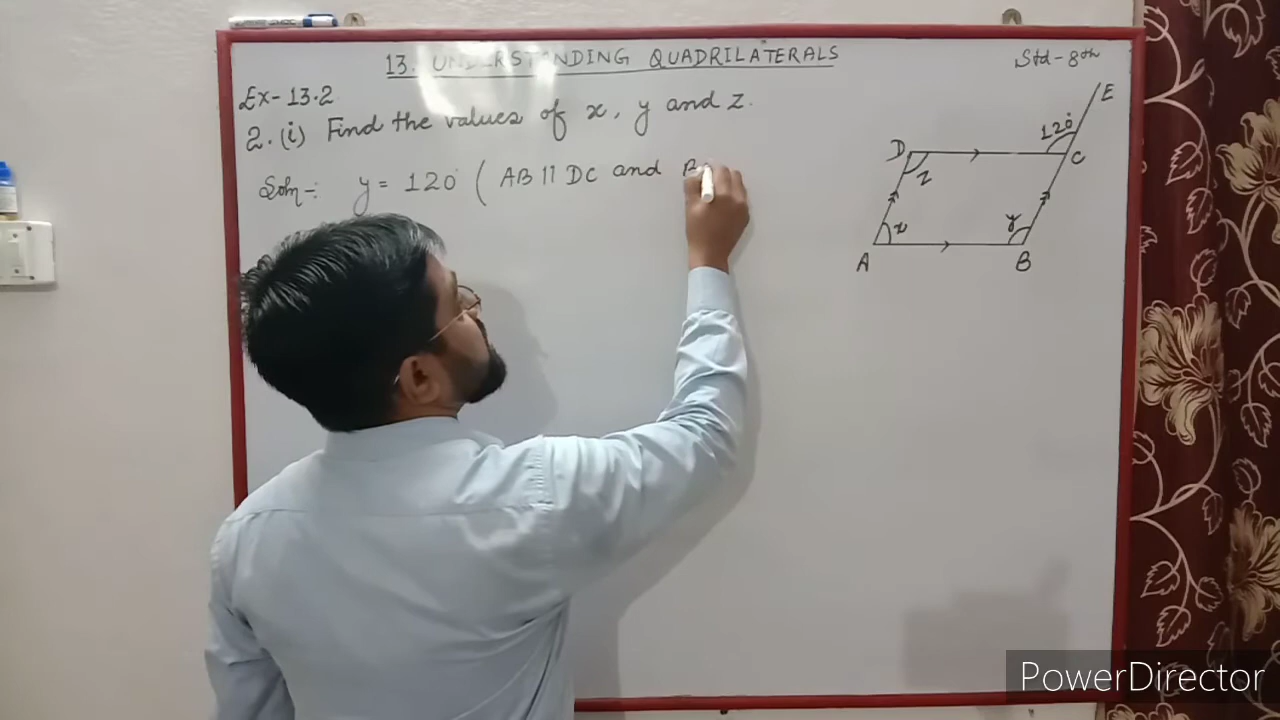 13. UNDERSTANDING QUADRILATERALS
Std - 8th
Ex - 13.2
2. (i) Find the values of x, y and z.
Soln :- y = 120° ( AB || DC and
E
120°
D
C
z
x
y
A
B
PowerDirector